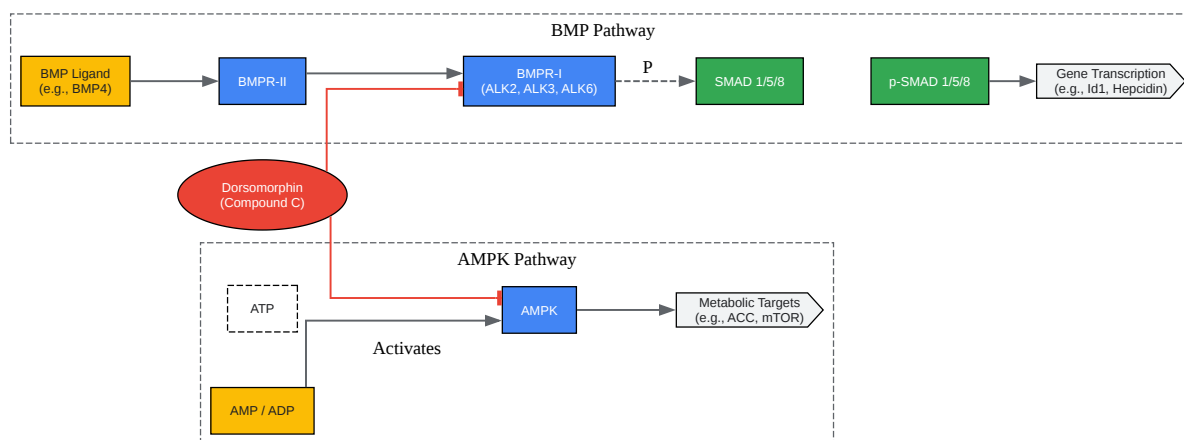 BMP Pathway
BMP Ligand
(e.g., BMP4)
BMPR-II
BMPR-I
(ALK2, ALK3, ALK6)
P
SMAD 1/5/8
p-SMAD 1/5/8
Gene Transcription
(e.g., Id1, Hepcidin)
Dorsomorphin
(Compound C)
AMPK Pathway
ATP
AMPK
Metabolic Targets
(e.g., ACC, mTOR)
Activates
AMP / ADP